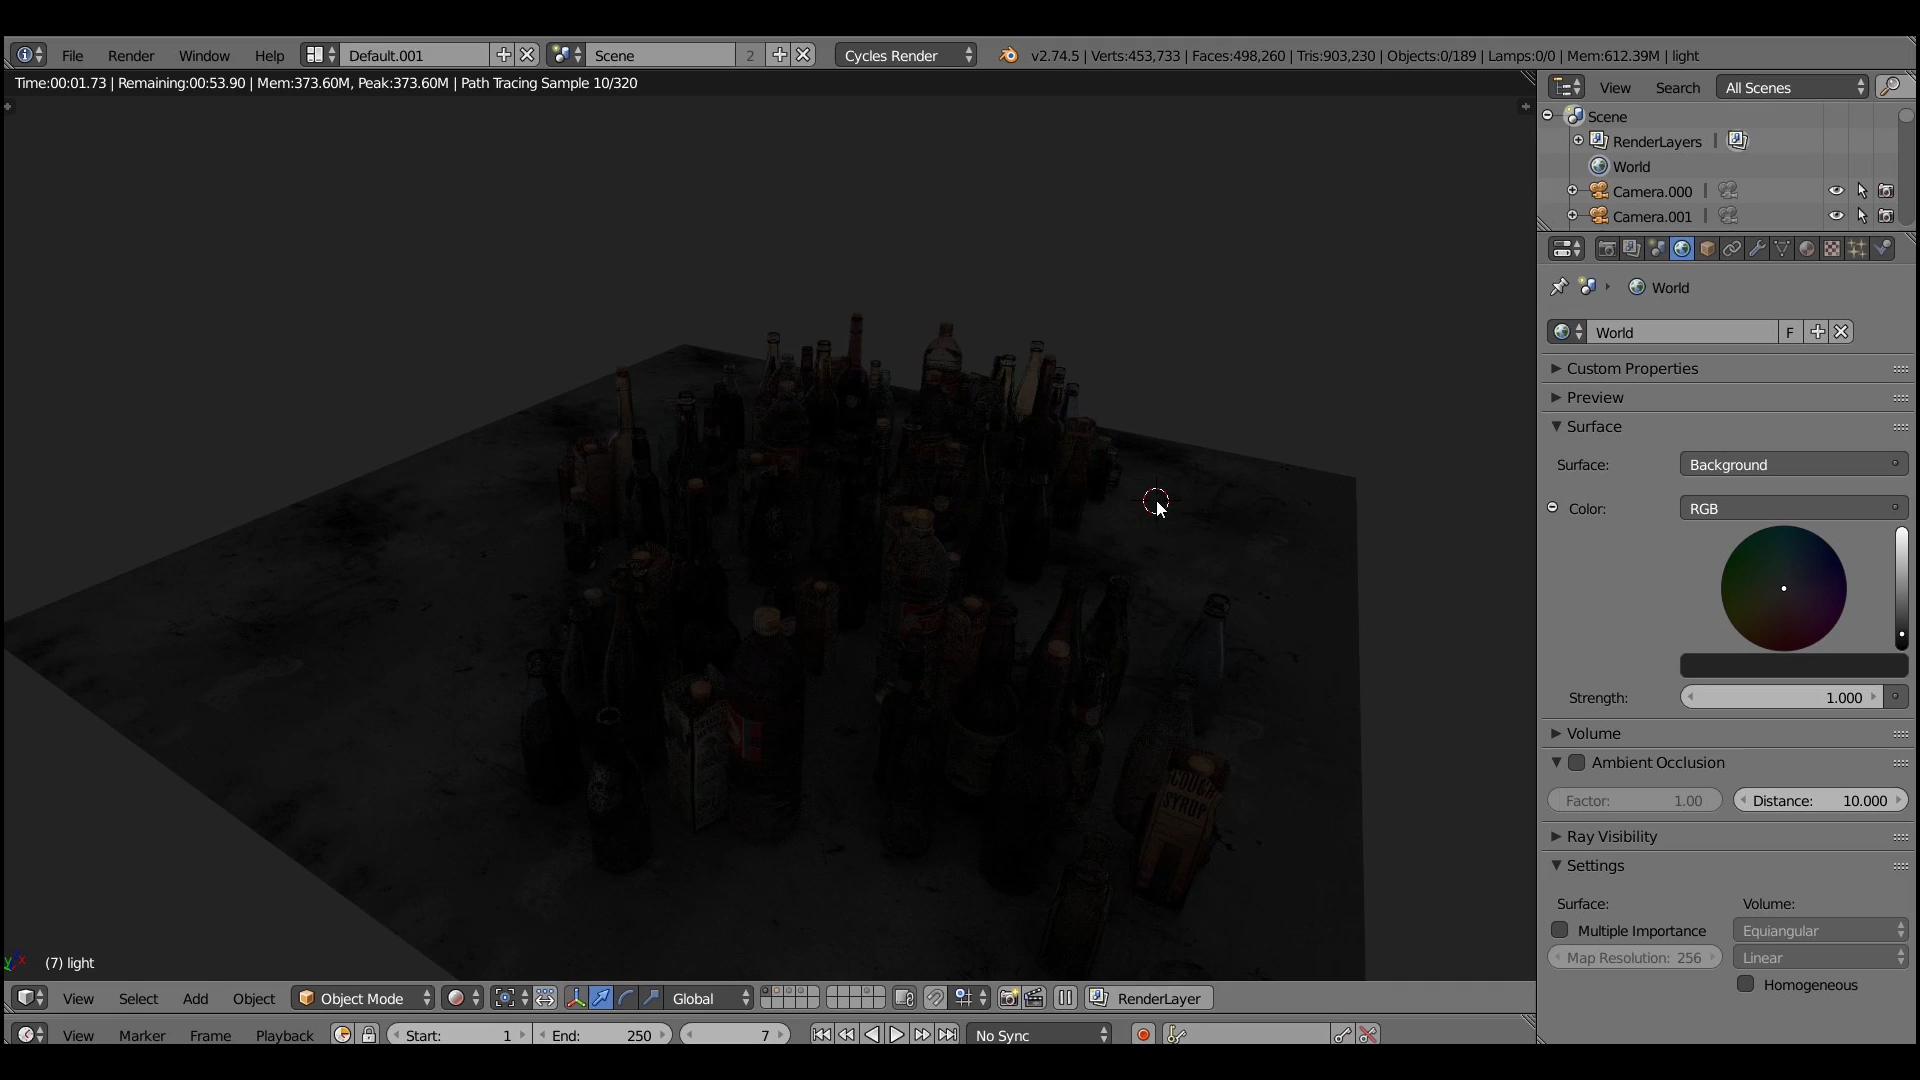 File Render Window Help Default.001 Scene 2 Cycles Render v2.74.5 | Verts:453,733 | Faces:498,260 | Tris:903,230 | Objects:0/189 | Lamps:0/0 | Mem:612.39M | light
Time:00:01.73 | Remaining:00:53.90 | Mem:373.60M, Peak:373.60M | Path Tracing Sample 10/320
View Search All Scenes
Scene
RenderLayers
World
Camera.000
Camera.001
World
World F
Custom Properties
Preview
Surface
Surface: Background
Color: RGB
Strength: 1.000
Volume
Ambient Occlusion
Factor: 1.00 Distance: 10.000
Ray Visibility
Settings
Surface: Volume:
Multiple Importance Equiangular
Map Resolution: 256 Linear
Homogeneous
COUGH
SYRUP
(7) light
View Select Add Object Object Mode Global RenderLayer
View Marker Frame Playback Start: 1 End: 250 7 No Sync